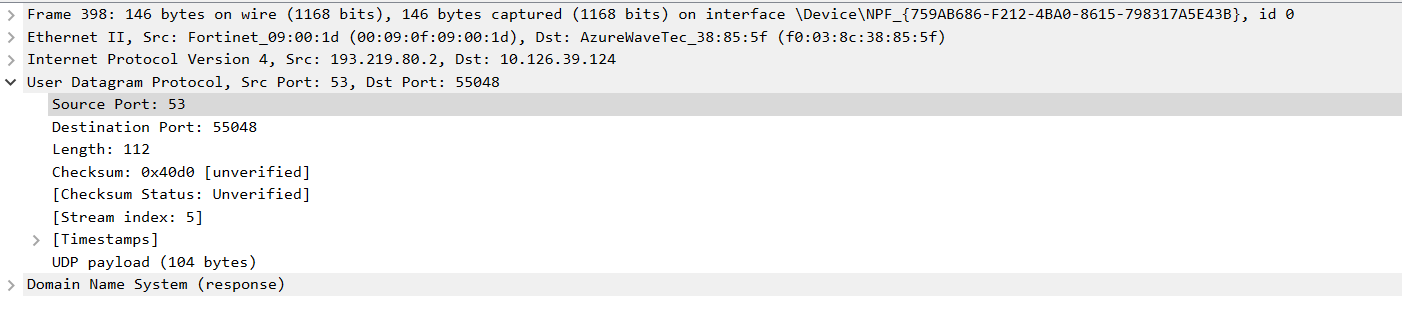 Frame 398: 146 bytes on wire (1168 bits), 146 bytes captured (1168 bits) on interface \Device\NPF_{759AB686-F212-4BA0-8615-798317A5E43B}, id 0
Ethernet II, Src: Fortinet_09:00:1d (00:09:0f:09:00:1d), Dst: AzureWaveTec_38:85:5f (f0:03:8c:38:85:5f)
Internet Protocol Version 4, Src: 193.219.80.2, Dst: 10.126.39.124
User Datagram Protocol, Src Port: 53, Dst Port: 55048
Source Port: 53
Destination Port: 55048
Length: 112
Checksum: 0x40d0 [unverified]
[Checksum Status: Unverified]
[Stream index: 5]
[Timestamps]
UDP payload (104 bytes)
Domain Name System (response)